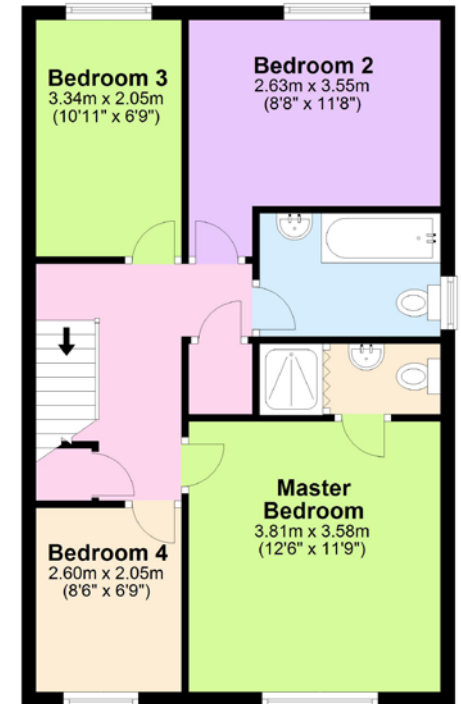 Bedroom 3
3.34m x 2.05m
(10'11" x 6'9")
Bedroom 2
2.63m x 3.55m
(8'8" x 11'8")
Master
Bedroom
3.81m x 3.58m
(12'6" x 11'9")
Bedroom 4
2.60m x 2.05m
(8'6" x 6'9")